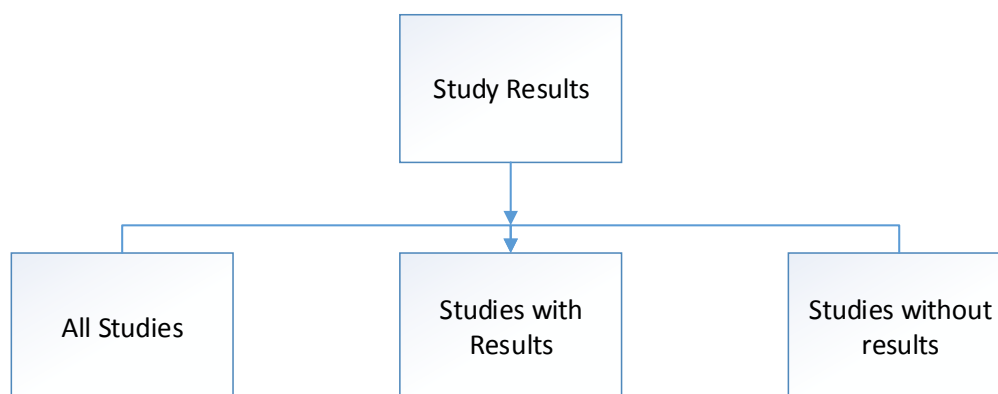 Study Results
All Studies
Studies with
Results
Studies without
results